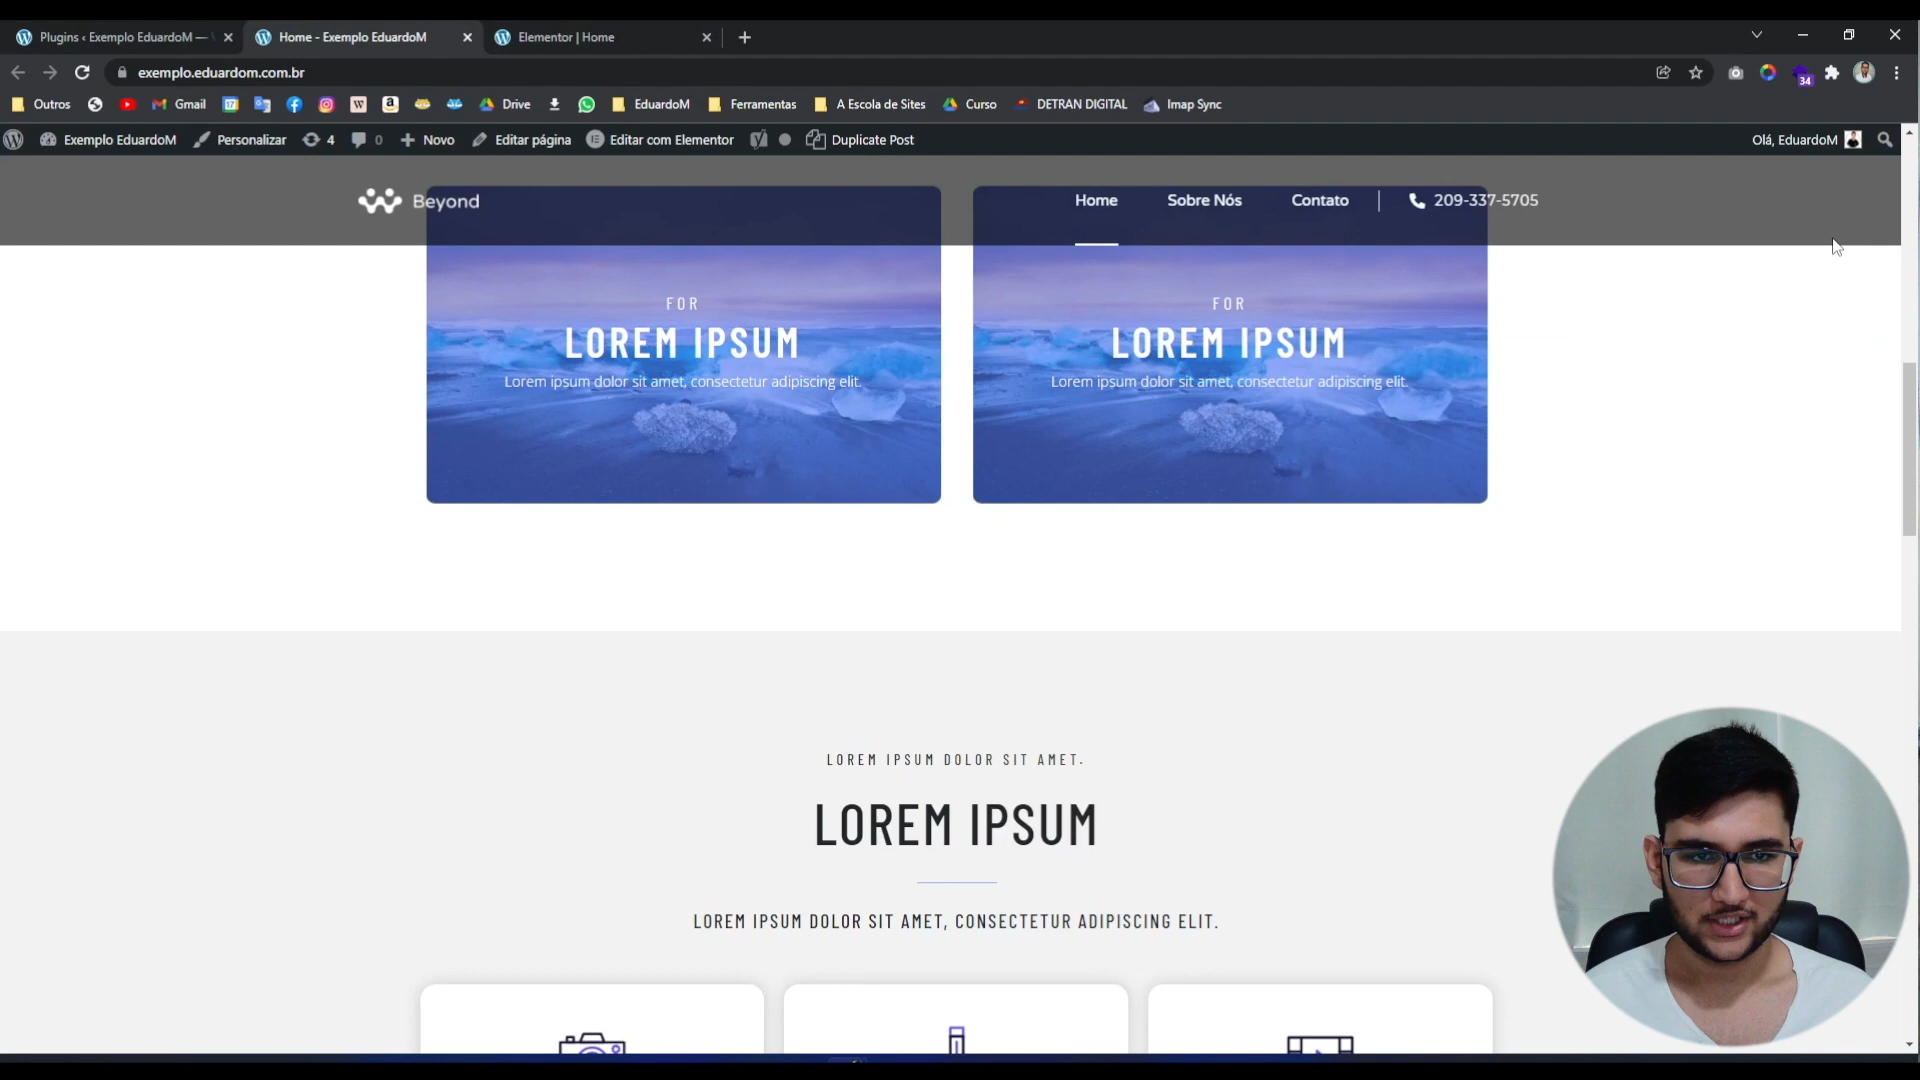 Plugins ‹ Exemplo EduardoM —
Home - Exemplo EduardoM
Elementor | Home
exemplo.eduardom.com.br
34
Outros
Gmail
Drive
EduardoM
Ferramentas
A Escola de Sites
Curso
DETRAN DIGITAL
Imap Sync
Exemplo EduardoM
Personalizar
4
0
Novo
Editar página
Editar com Elementor
Duplicate Post
Olá, EduardoM
Beyond
Home
Sobre Nós
Contato
209-337-5705
FOR
LOREM IPSUM
Lorem ipsum dolor sit amet, consectetur adipiscing elit.
FOR
LOREM IPSUM
Lorem ipsum dolor sit amet, consectetur adipiscing elit.
LOREM IPSUM DOLOR SIT AMET.
LOREM IPSUM
LOREM IPSUM DOLOR SIT AMET, CONSECTETUR ADIPISCING ELIT.